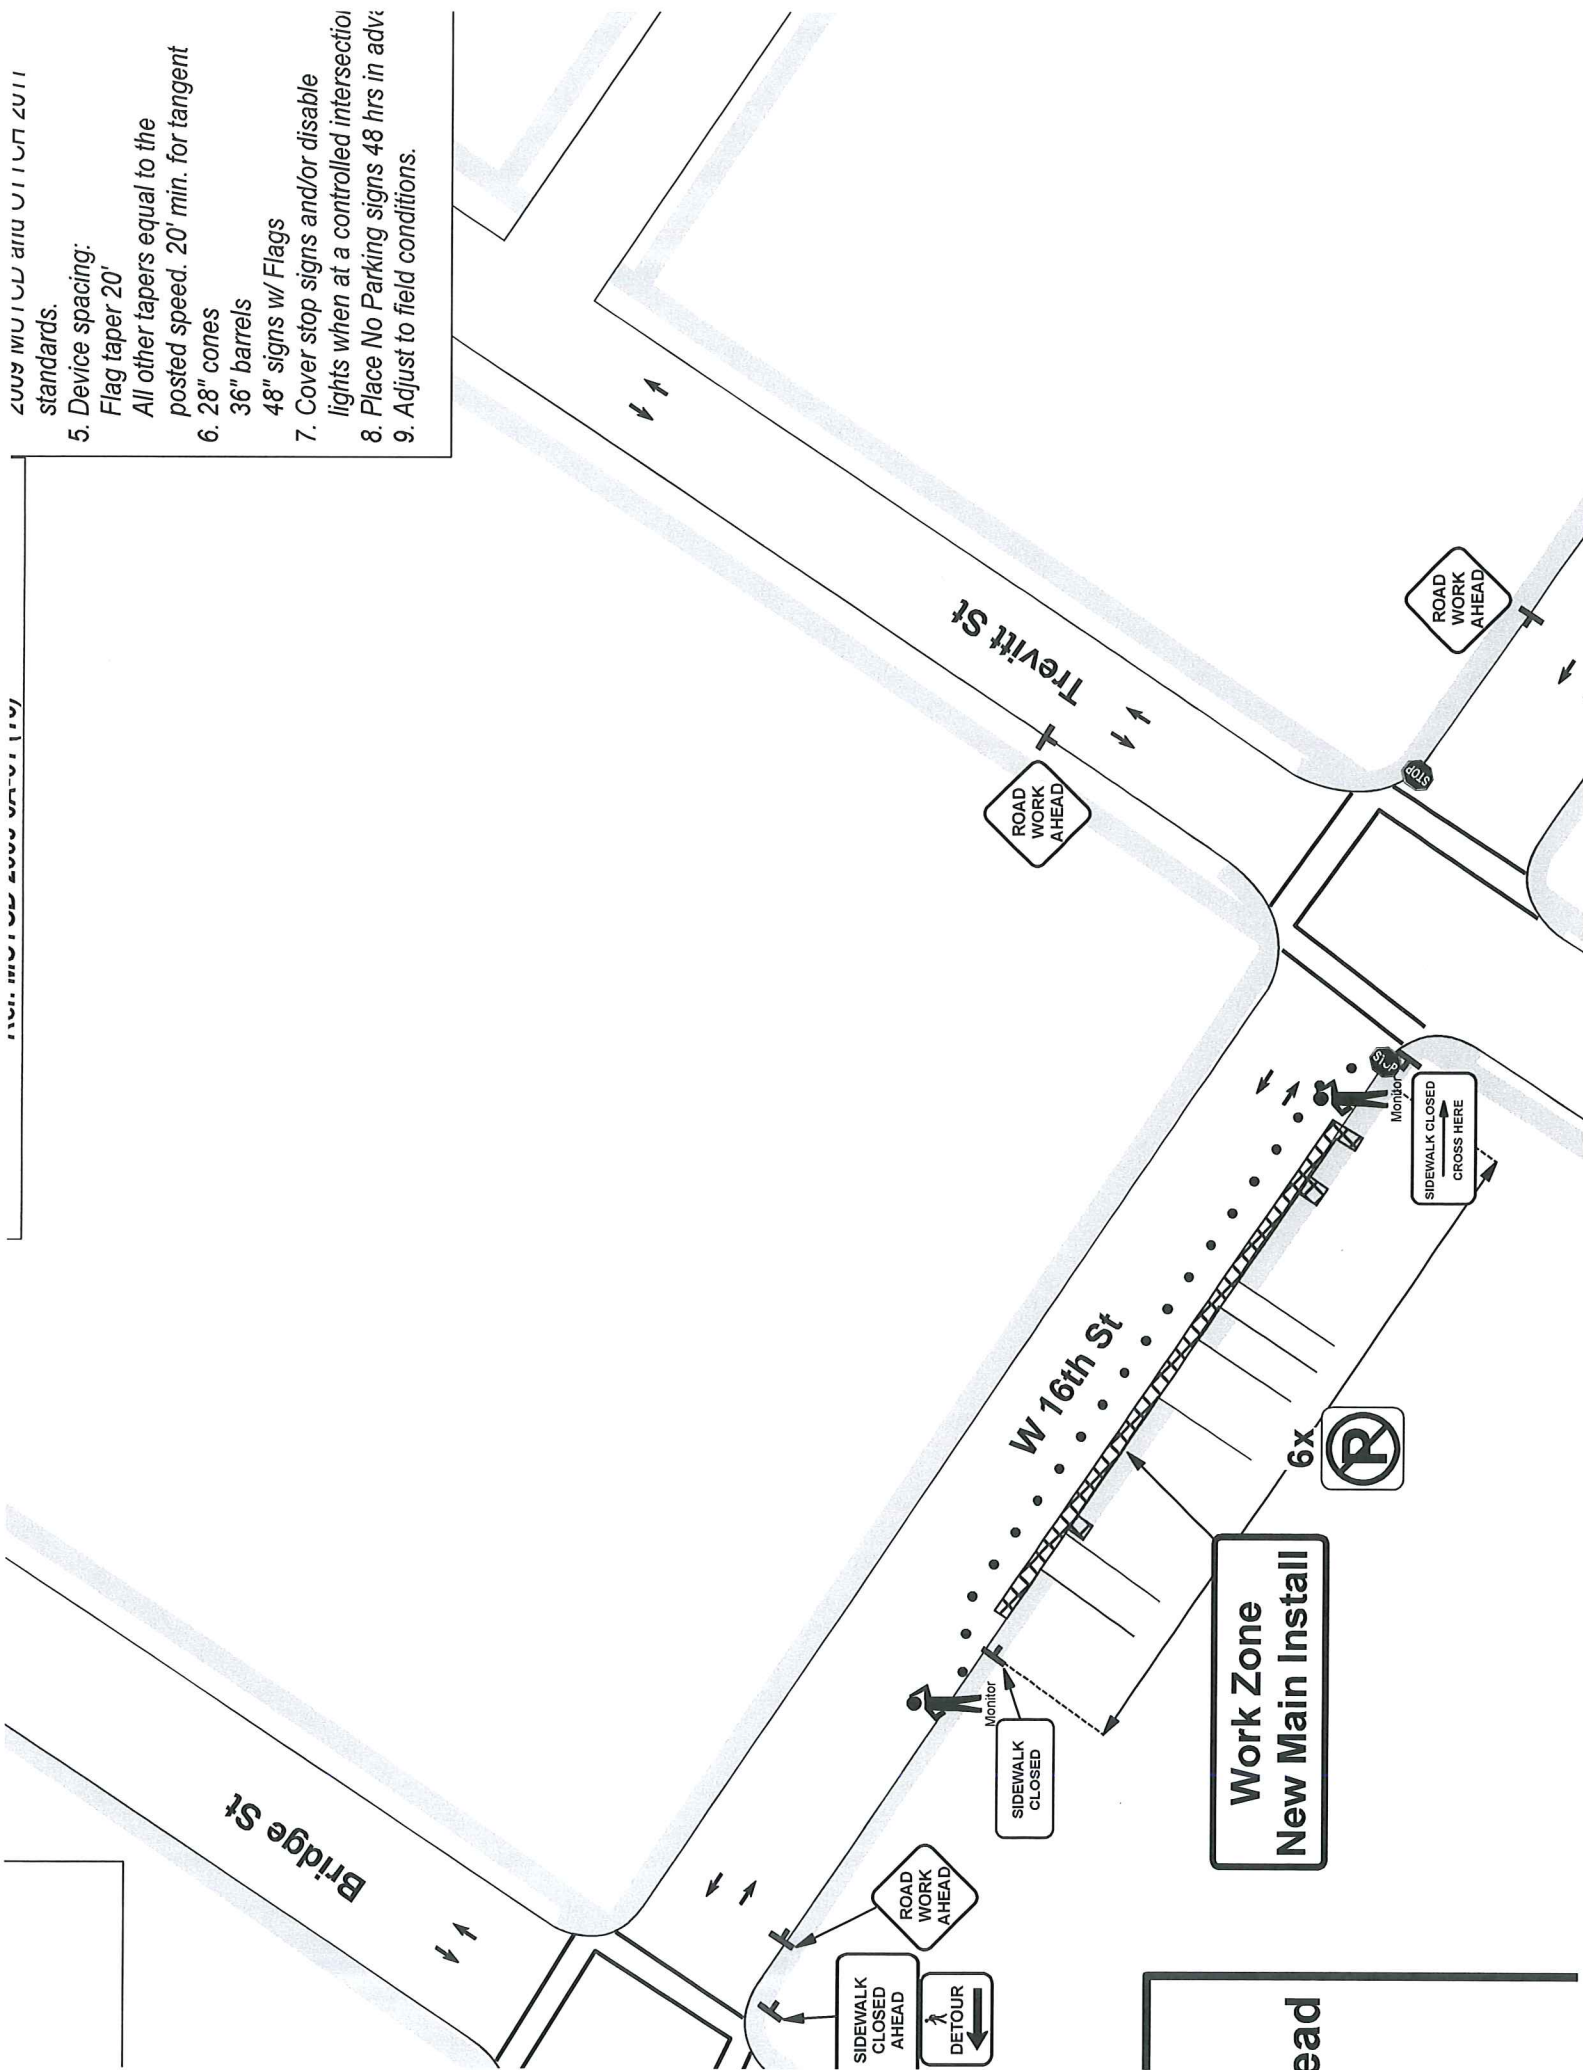 standards.
5. Device spacing:
Flag taper 20'
All other tapers equal to the
posted speed. 20' min. for tangent
6. 28" cones
36" barrels
48" signs w/ Flags
7. Cover stop signs and/or disable
lights when at a controlled intersection
8. Place No Parking signs 48 hrs in
9. Adjust to field conditions.
Bridge St
Trevitt St
W 16th St
ROAD
WORK
AHEAD
ROAD
WORK
AHEAD
STOP
STOP
Monitor
SIDEWALK CLOSED
CROSS HERE
6x
P
Work Zone
New Main Install
Monitor
SIDEWALK
CLOSED
ROAD
WORK
AHEAD
SIDEWALK
CLOSED
AHEAD
DETOUR
ead